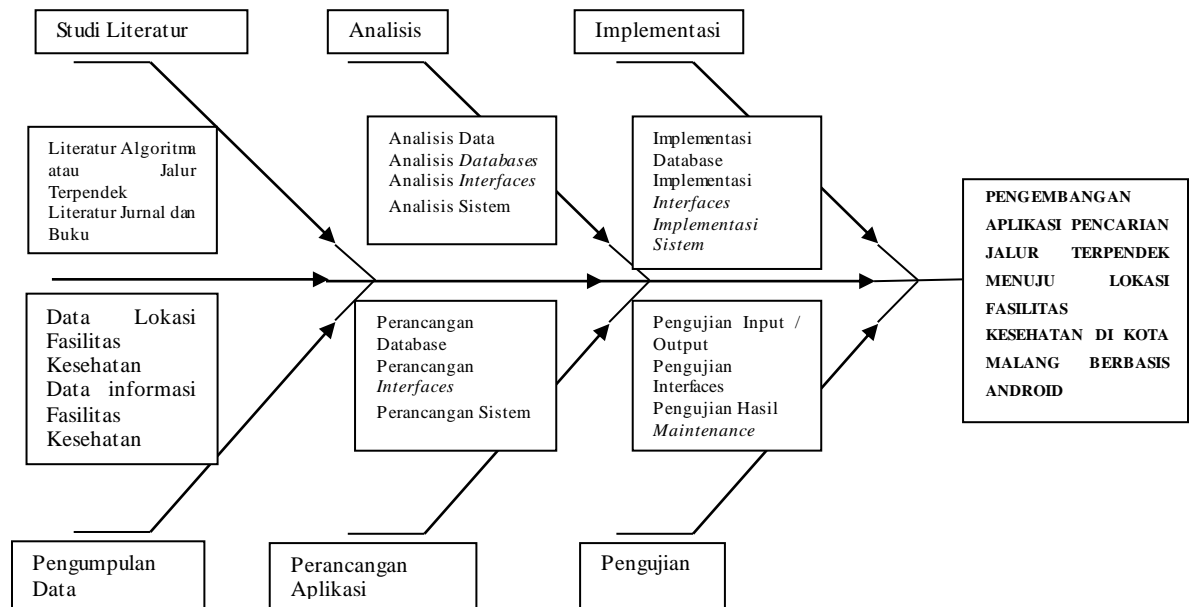 Studi Literatur
Analisis
Implementasi
Literatur Algoritma
atau Jalur
Terpendek
Literatur Jurnal dan
Buku
Analisis Data
Analisis Databases
Analisis Interfaces
Analisis Sistem
Implementasi
Database
Implementasi
Interfaces
Implementasi
Sistem
PENGEMBANGAN
APLIKASI PENCARIAN
JALUR TERPENDEK
MENUJU LOKASI
FASILITAS
KESEHATAN DI KOTA
MALANG BERBASIS
ANDROID
Data Lokasi
Fasilitas
Kesehatan
Data informasi
Fasilitas
Kesehatan
Perancangan
Database
Perancangan
Interfaces
Perancangan Sistem
Pengujian Input /
Output
Pengujian
Interfaces
Pengujian Hasil
Maintenance
Pengumpulan
Data
Perancangan
Aplikasi
Pengujian